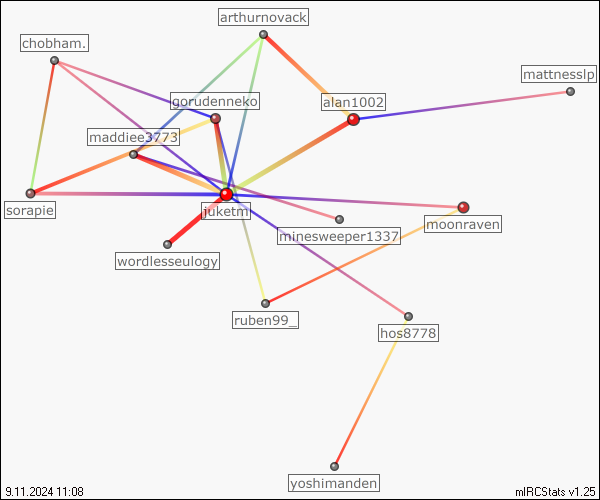 arthurnovack
chobham.
mattnesslp
gorudenneko
alan1002
maddiee3773
sorapie
juketm
moonraven
minesweeper1337
wordlesseulogy
ruben99_
hos8778
yoshimanden
9.11.2024 11:08
mIRCStats v1.25